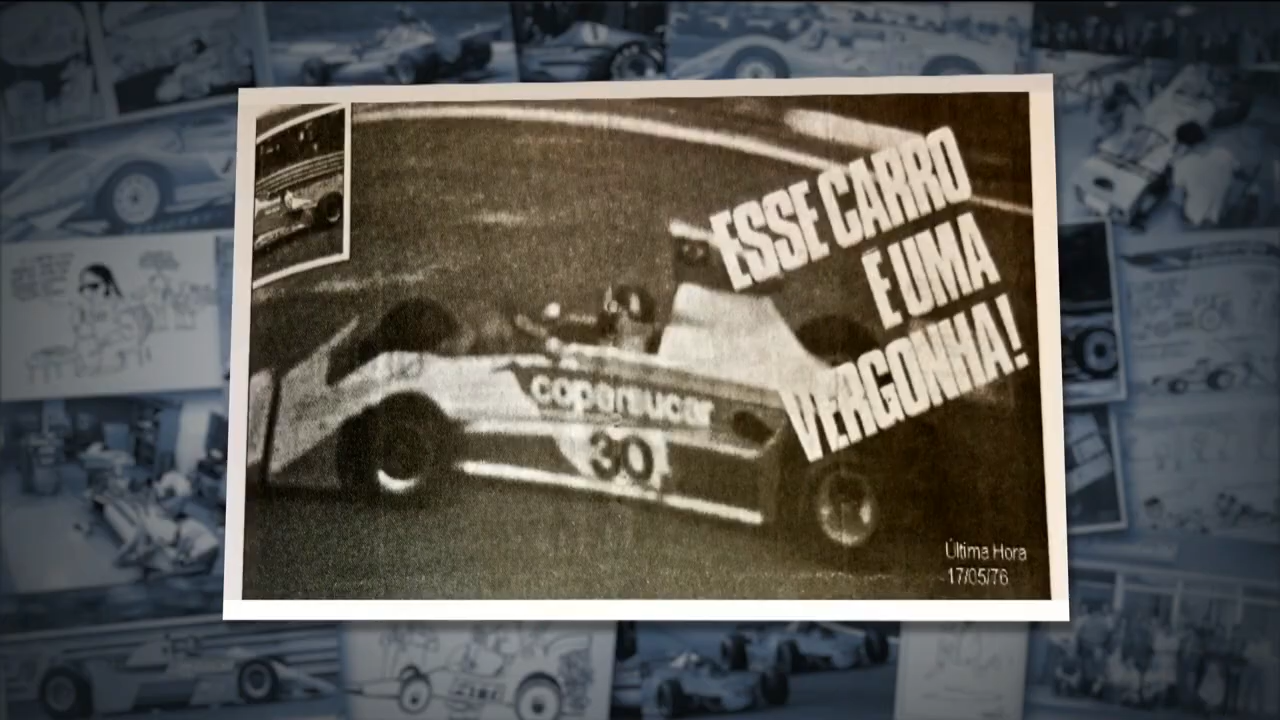 ESSE CARRO
É UMA
VERGONHA!
copersucar
30
Última Hora
17/05/76